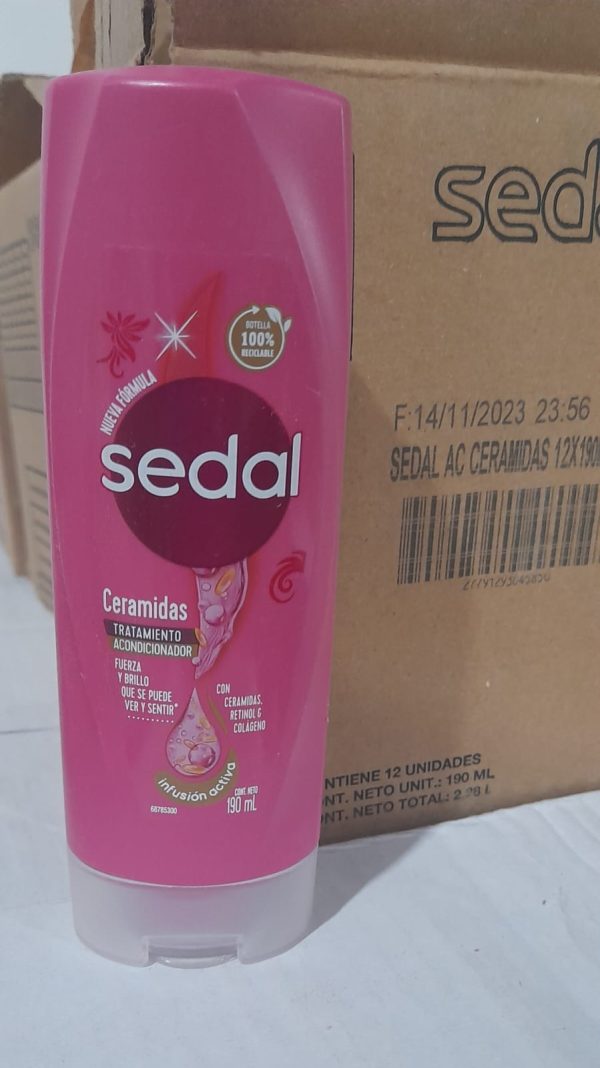 BOTELLA
100%
RECICLABLE
NUEVA FÓRMULA
sedal
Ceramidas
TRATAMIENTO
ACONDICIONADOR
FUERZA
Y BRILLO
QUE SE PUEDE
VER Y SENTIR*
CON
CERAMIDAS,
RETINOL &
COLÁGENO
infusión activa
CONT. NETO
190 mL
68785300
sed
F:14/11/2023 23:56
SEDAL AC CERAMIDAS 12X190
NTIENE 12 UNIDADES
NT. NETO UNIT.: 190 ML
NT. NETO TOTAL: 2.28 L